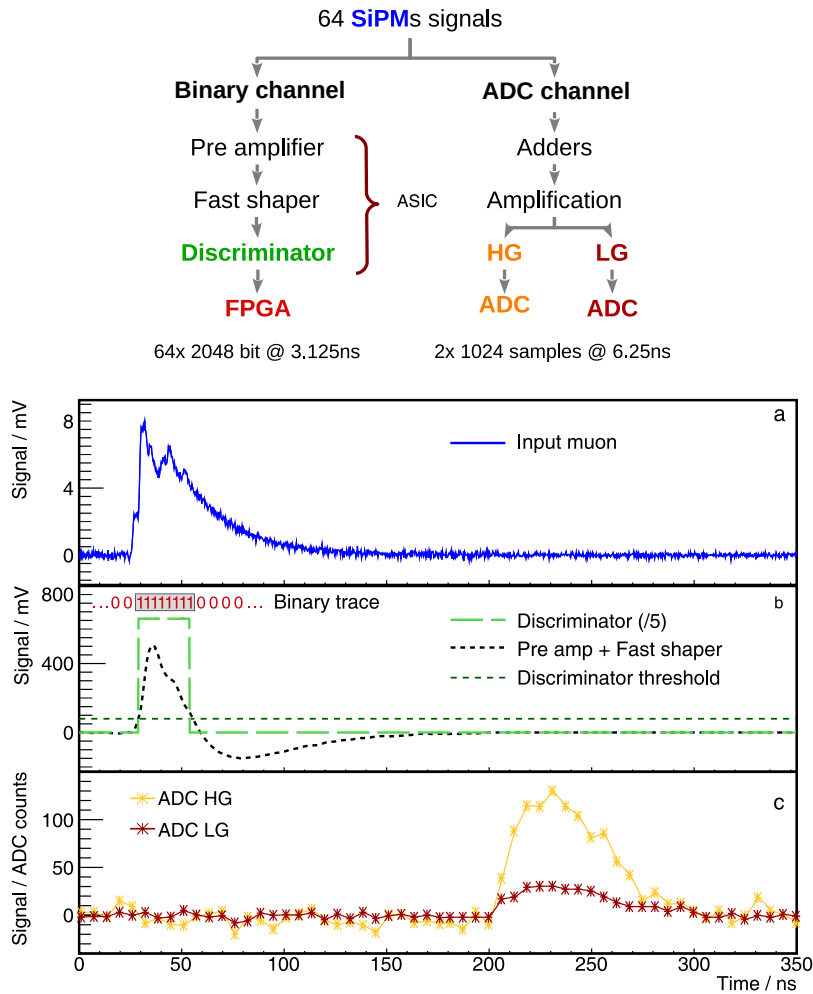 64 SiPMs signals
Binary channel
ADC channel
Pre amplifier
Adders
Fast shaper
ASIC
Amplification
Discriminator
HG
LG
FPGA
ADC
ADC
64x 2048 bit @ 3.125ns
2x 1024 samples @ 6.25ns
a
Signal / mV
8
4
0
Input muon
b
Signal / mV
800
400
0
...00111111110000... Binary trace
Discriminator (/5)
Pre amp + Fast shaper
Discriminator threshold
c
Signal / ADC counts
100
50
0
ADC HG
ADC LG
0 50 100 150 200 250 300 350
Time / ns